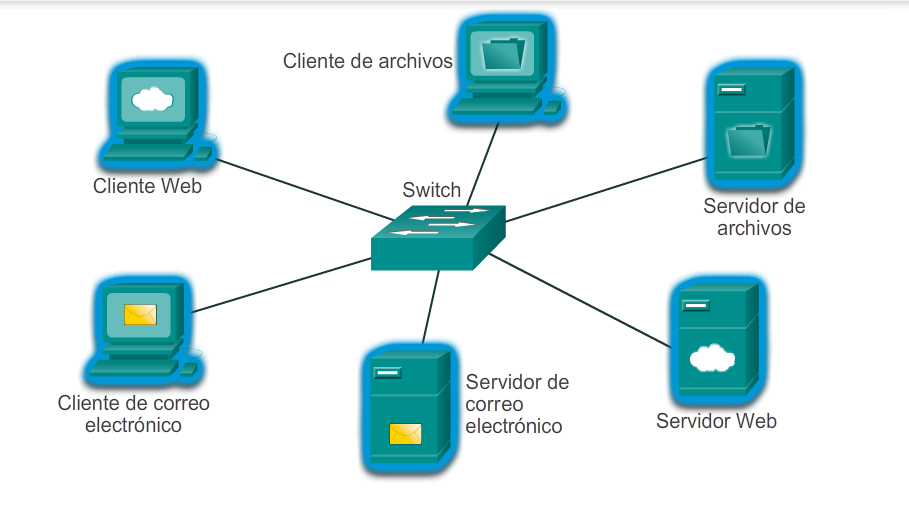 Cliente de archivos
Cliente Web
Switch
Servidor de
archivos
Cliente de correo
electrónico
Servidor de
correo
electrónico
Servidor Web